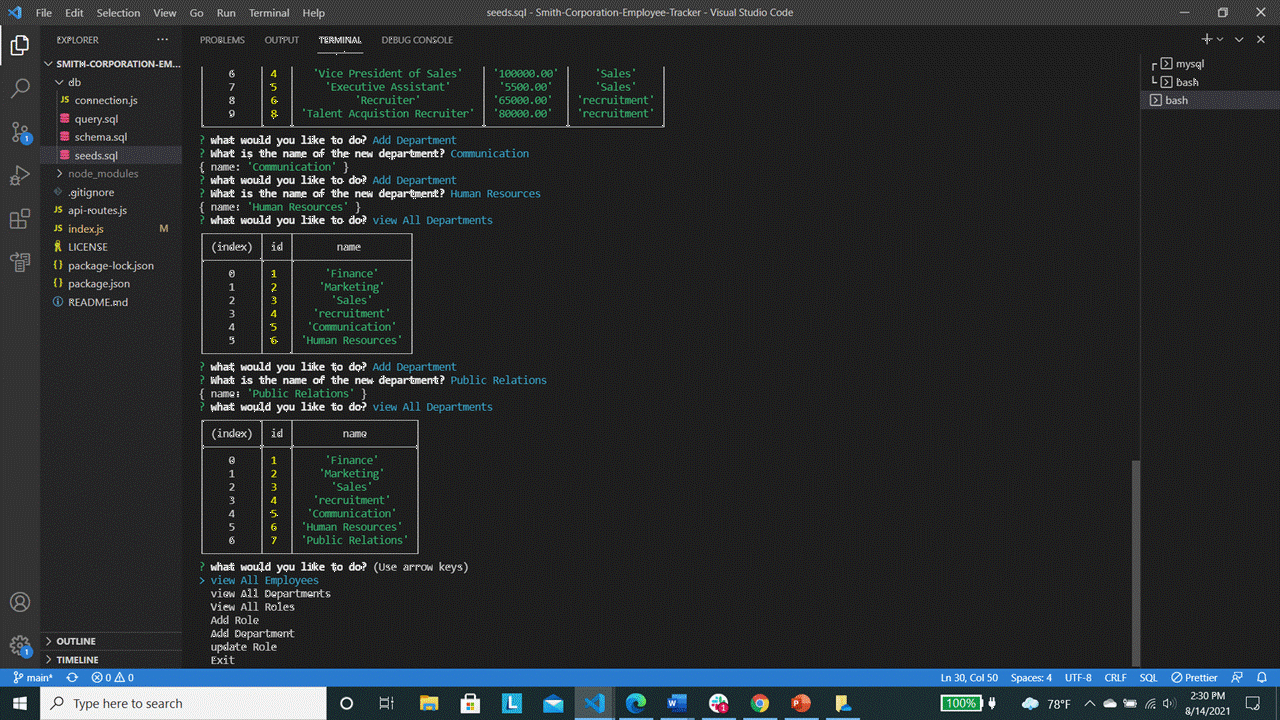 File Edit Selection View Go Run Terminal Help seeds.sql - Smith-Corporation-Employee-Tracker - Visual Studio Code
EXPLORER
SMITH-CORPORATION-EM...
db
connection.js
query.sql
schema.sql
seeds.sql
node_modules
.gitignore
api-routes.js
index.js M
LICENSE
package-lock.json
package.json
README.md
OUTLINE
TIMELINE
PROBLEMS OUTPUT TERMINAL DEBUG CONSOLE
6 4 'Vice President of Sales' '100000.00' 'Sales'
7 5 'Executive Assistant' '5500.00' 'Sales'
8 6 'Recruiter' '65000.00' 'recruitment'
9 8 'Talent Acquistion Recruiter' '80000.00' 'recruitment'
? what would you like to do? Add Department
? What is the name of the new department? Communication
{ name: 'Communication' }
? what would you like to do? Add Department
? What is the name of the new department? Human Resources
{ name: 'Human Resources' }
? what would you like to do? view All Departments
(index) id name
0 1 'Finance'
1 2 'Marketing'
2 3 'Sales'
3 4 'recruitment'
4 5 'Communication'
5 6 'Human Resources'
? what would you like to do? Add Department
? What is the name of the new department? Public Relations
{ name: 'Public Relations' }
? what would you like to do? view All Departments
(index) id name
0 1 'Finance'
1 2 'Marketing'
2 3 'Sales'
3 4 'recruitment'
4 5 'Communication'
5 6 'Human Resources'
6 7 'Public Relations'
? what would you like to do? (Use arrow keys)
> view All Employees
view All Departments
View All Roles
Add Role
Add Department
update Role
Exit
mysql
bash
bash
main* 0 0 Ln 30, Col 50 Spaces: 4 UTF-8 CRLF SQL Prettier
Type here to search
100% 78°F
2:30 PM
8/14/2021